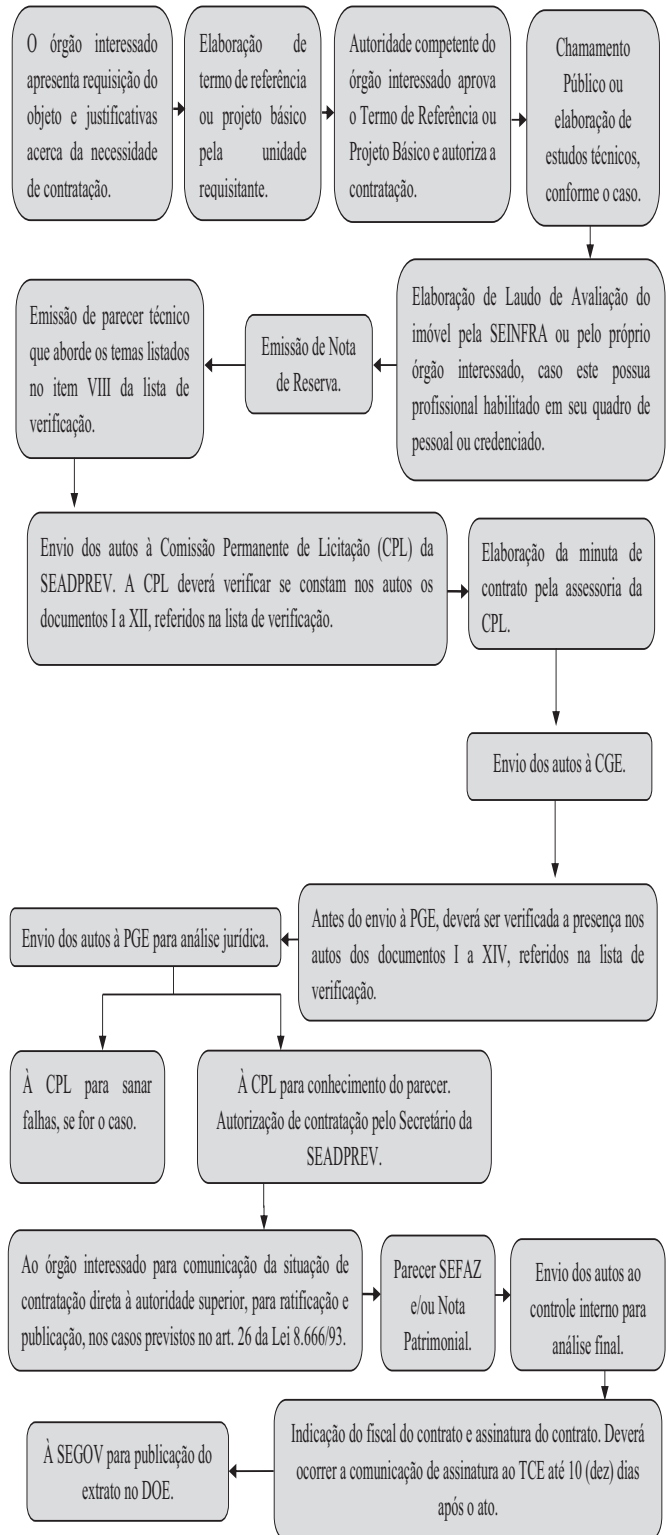 O órgão interessado
apresenta requisição do
objeto e justificativas
acerca da necessidade
de contratação.
Elaboração de
termo de referência
ou projeto básico
pela unidade
requisitante.
Autoridade competente do
órgão interessado aprova
o Termo de Referência ou
Projeto Básico e autoriza a
contratação.
Chamamento
Público ou
elaboração de
estudos técnicos,
conforme o caso.
Elaboração de Laudo de Avaliação do
imóvel pela SEINFRA ou pelo próprio
órgão interessado, caso este possua
profissional habilitado em seu quadro de
pessoal ou credenciado.
Emissão de Nota
de Reserva.
Emissão de parecer técnico
que aborde os temas listados
no item VIII da lista de
verificação.
Envio dos autos à Comissão Permanente de Licitação (CPL) da
SEADPREV. A CPL deverá verificar se constam nos autos os
documentos I a XII, referidos na lista de verificação.
Elaboração da minuta de
contrato pela assessoria da
CPL.
Envio dos autos à CGE.
Antes do envio à PGE, deverá ser verificada a presença nos
autos dos documentos I a XIV, referidos na lista de
verificação.
Envio dos autos à PGE para análise jurídica.
À CPL para sanar
falhas, se for o caso.
À CPL para conhecimento do parecer.
Autorização de contratação pelo Secretário da
SEADPREV.
Ao órgão interessado para comunicação da situação de
contratação direta à autoridade superior, para ratificação e
publicação, nos casos previstos no art. 26 da Lei 8.666/93.
Parecer SEFAZ
e/ou Nota
Patrimonial.
Envio dos autos ao
controle interno para
análise final.
Indicação do fiscal do contrato e assinatura do contrato. Deverá
ocorrer a comunicação de assinatura ao TCE até 10 (dez) dias
após o ato.
À SEGOV para publicação do
extrato no DOE.